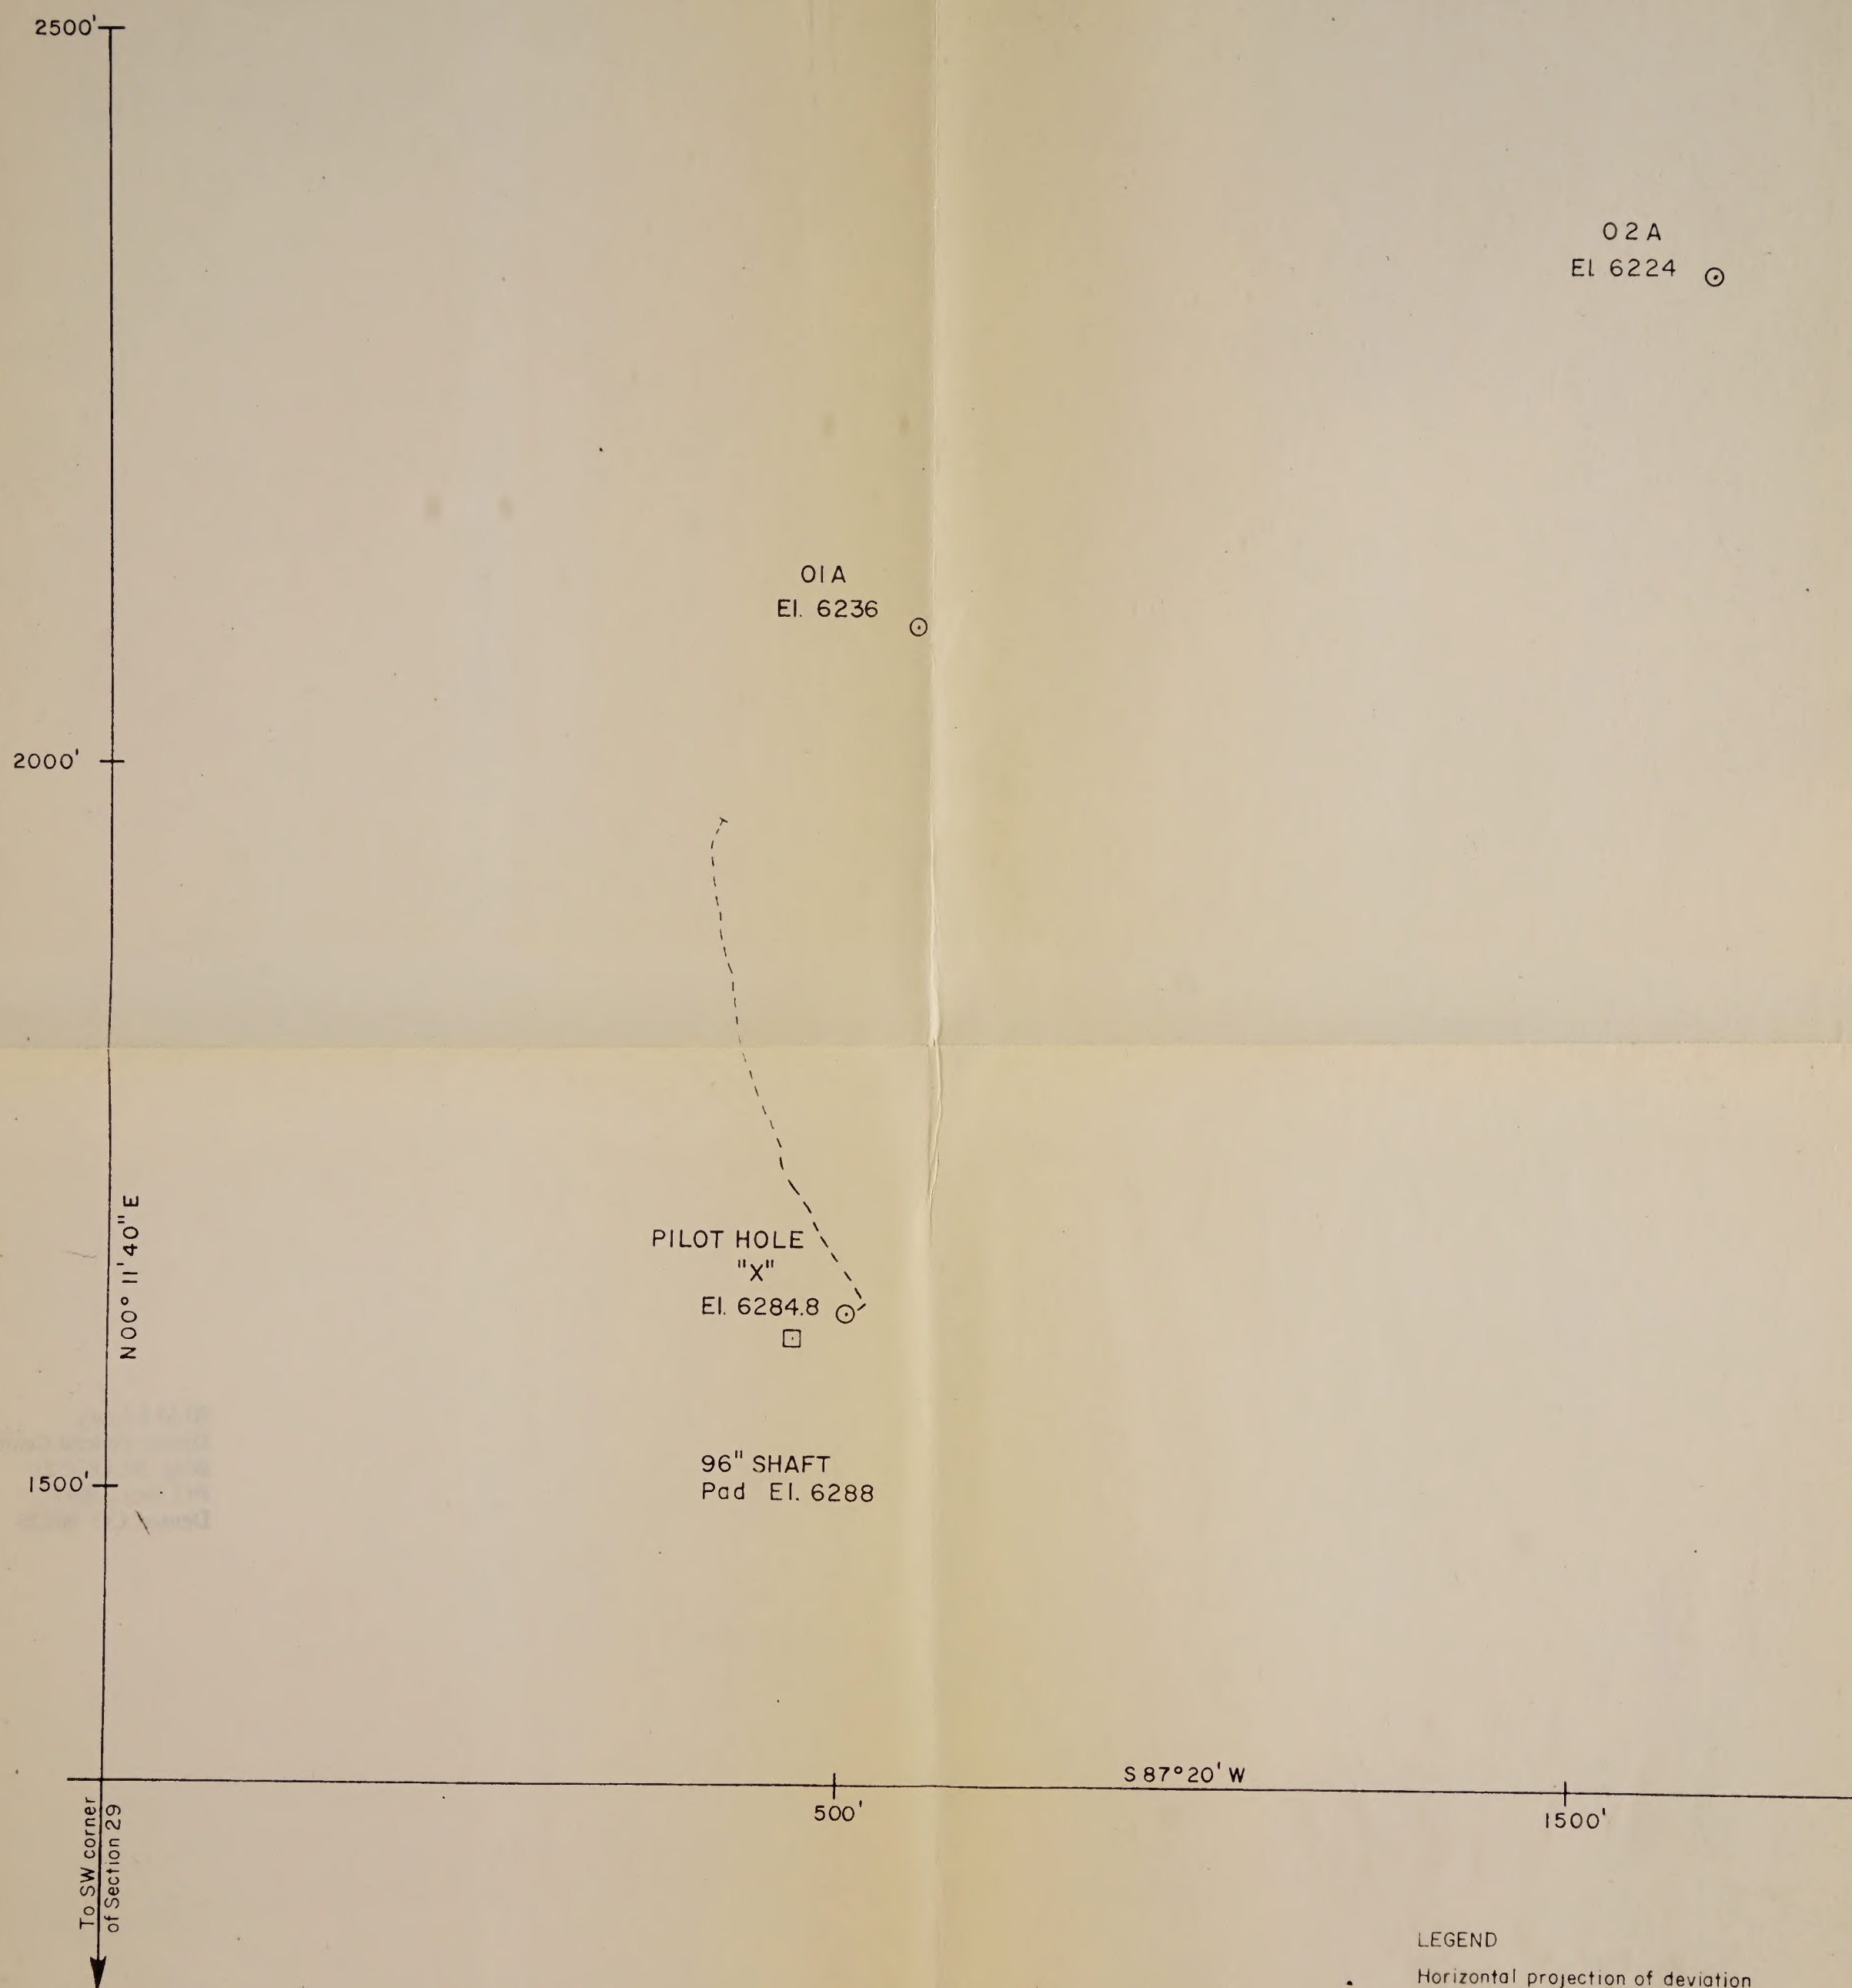 2500'
O2A
El. 6224
O1A
El. 6236
2000'
N00° 11' 40" E
PILOT HOLE
"X"
El. 6284.8
96" SHAFT
Pad El. 6288
1500'
S 87° 20' W
500'
1500'
To SW corner
of Section 29
LEGEND
Horizontal projection of deviation